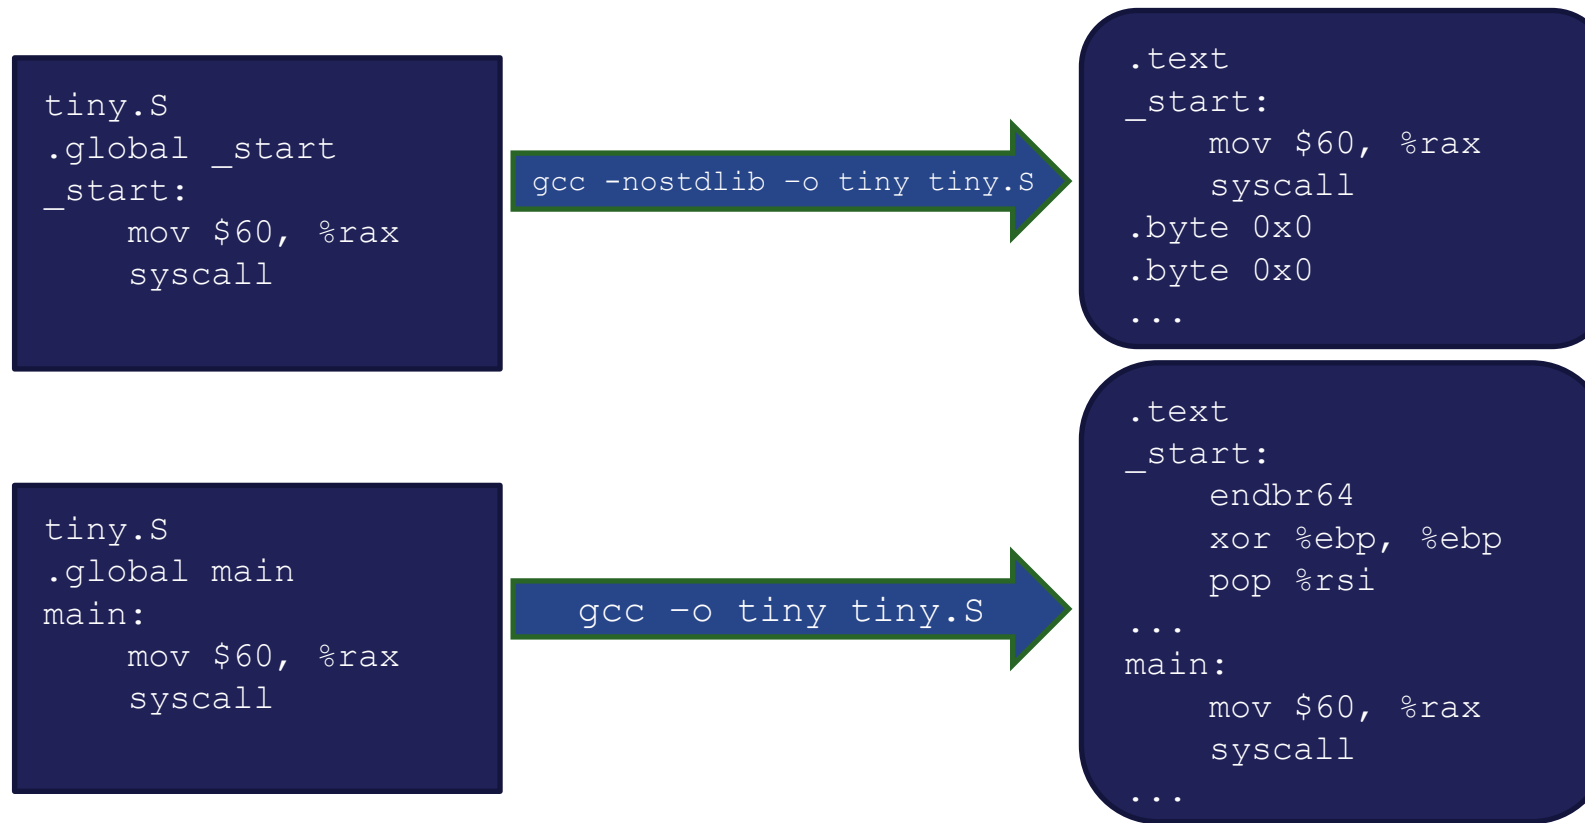 tiny.S
.global _start
_start:
    mov $60, %rax
    syscall
gcc -nostdlib –o tiny tiny.S
.text
_start:
    mov $60, %rax
    syscall
.byte 0x0
.byte 0x0
...
tiny.S
.global main
main:
    mov $60, %rax
    syscall
gcc –o tiny tiny.S
.text
_start:
    endbr64
    xor %ebp, %ebp
    pop %rsi
...
main:
    mov $60, %rax
    syscall
...